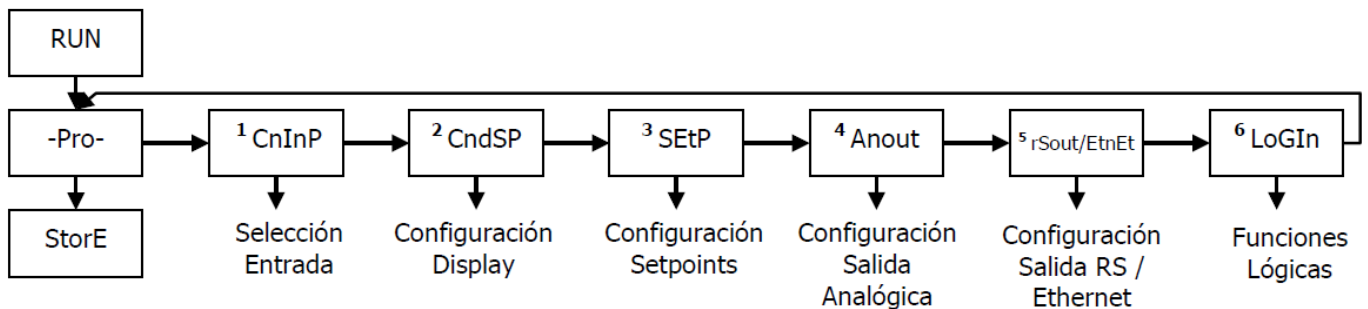 RUN
-Pro-
1 CnInP
2 CndSP
3 SEtP
4 Anout
5 rSout/EtnEt
6 LoGIn
StorE
Selección
Entrada
Configuración
Display
Configuración
Setpoints
Configuración
Salida
Analógica
Configuración
Salida RS /
Ethernet
Funciones
Lógicas